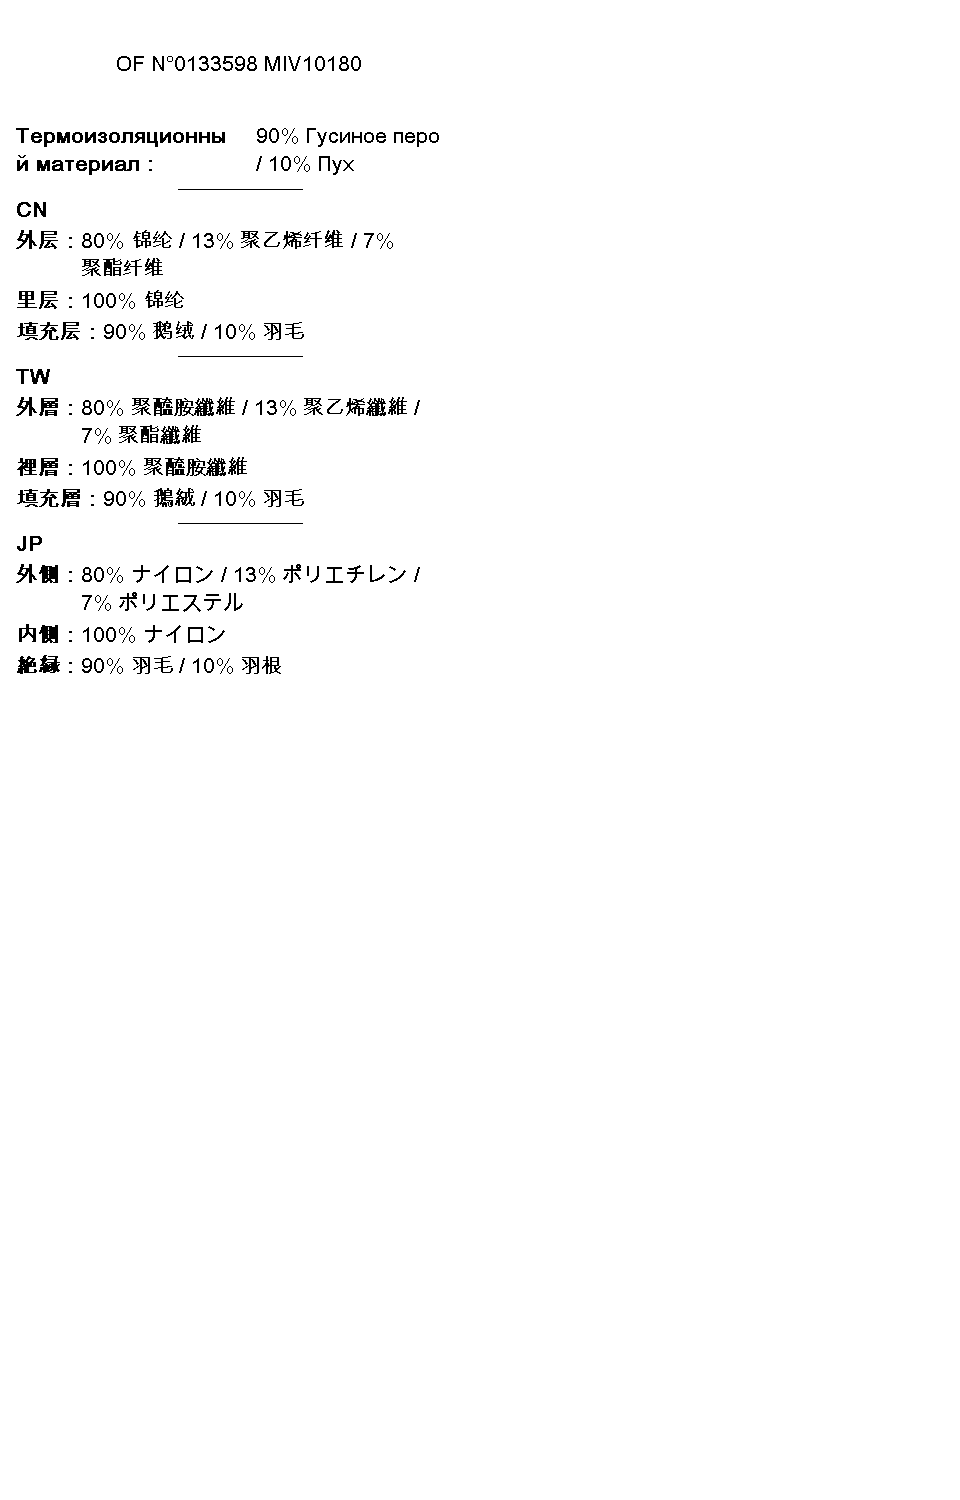 OF N°0133598 MIV10180
Термоизоляционны 90% Гусиное перо
й материал : / 10% Пух
CN
外层 : 80% 锦纶 / 13% 聚乙烯纤维 / 7%
聚酯纤维
里层 : 100% 锦纶
填充层 : 90% 鹅绒 / 10% 羽毛
TW
外層 : 80% 聚醯胺纖維 / 13% 聚乙烯纖維 /
7% 聚酯纖維
裡層 : 100% 聚醯胺纖維
填充層 : 90% 鵝絨 / 10% 羽毛
JP
外側 : 80% ナイロン / 13% ポリエチレン /
7% ポリエステル
内側 : 100% ナイロン
絶縁 : 90% 羽毛 / 10% 羽根